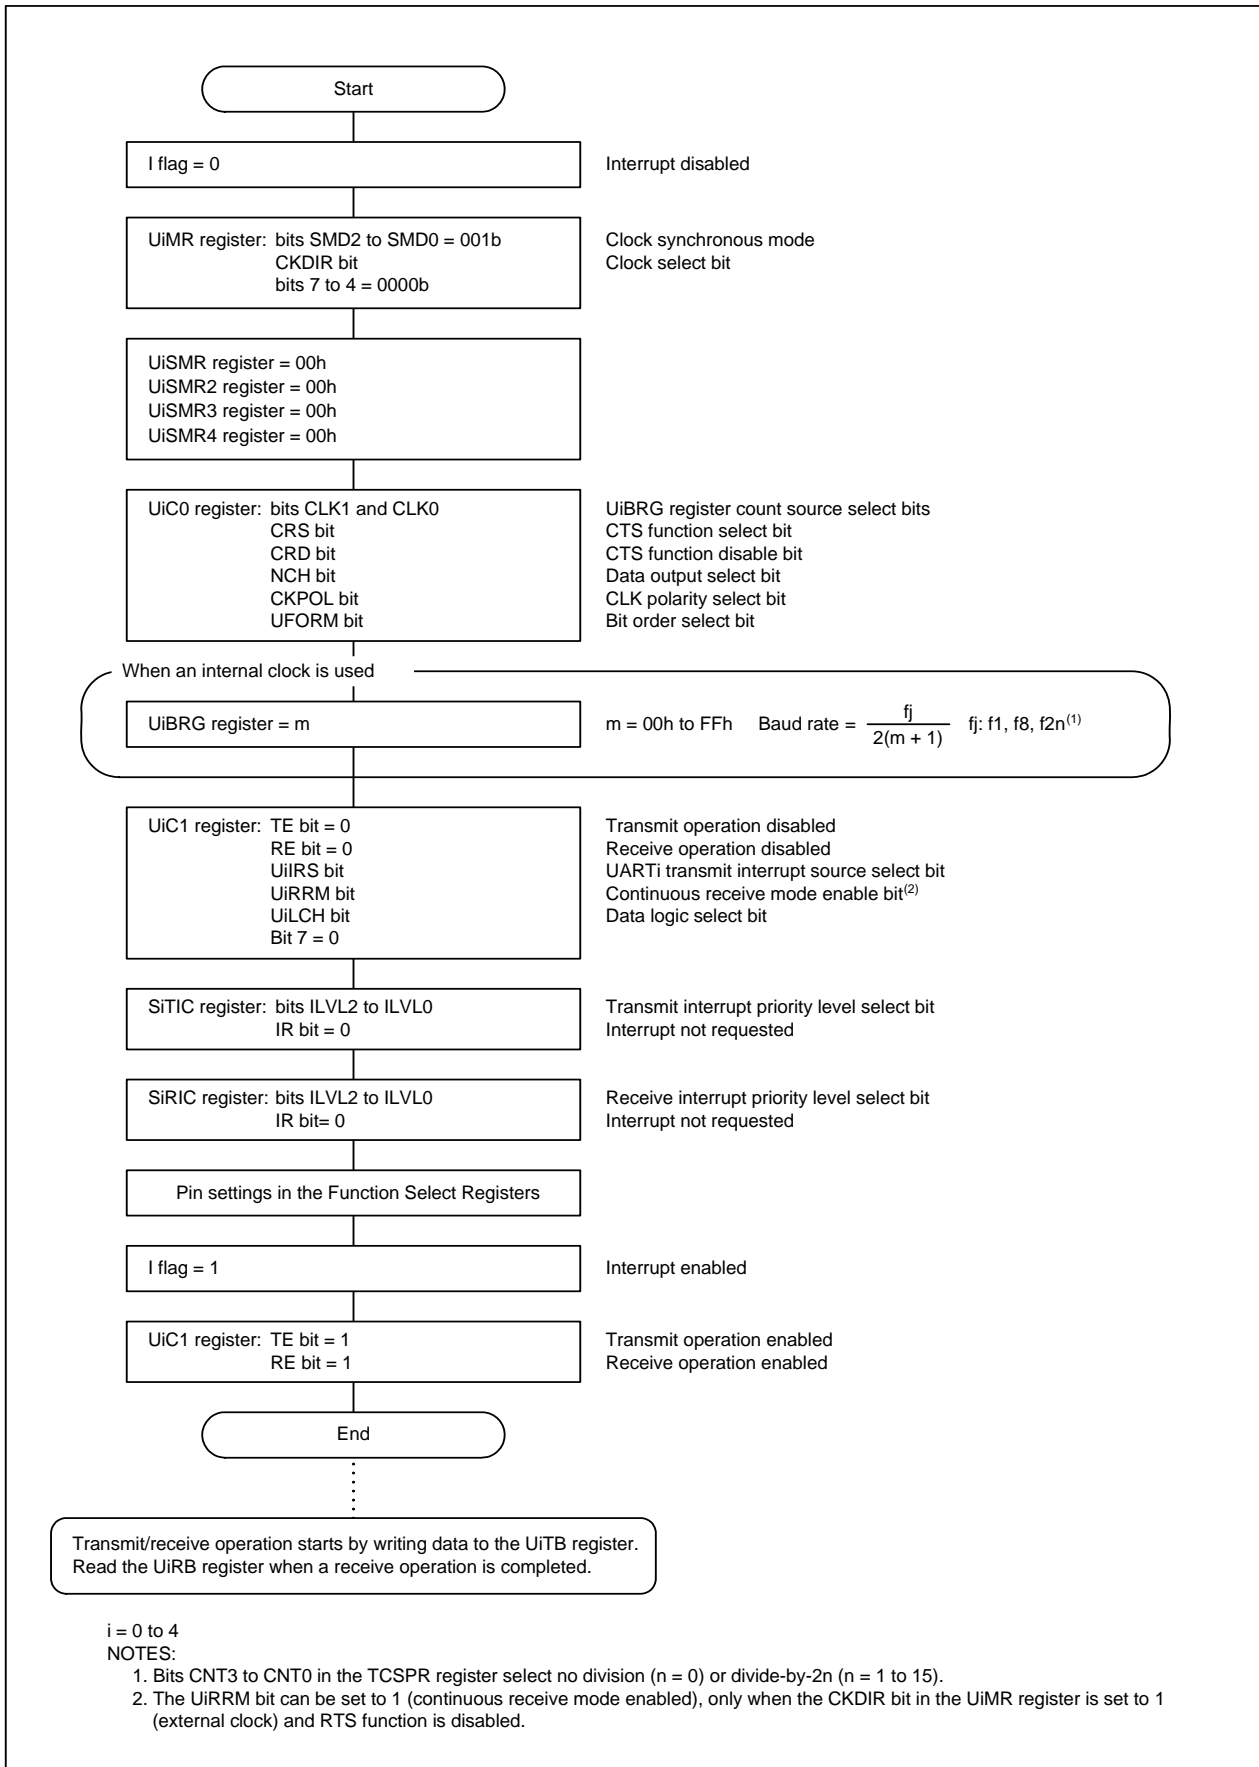 Start
I flag = 0 Interrupt disabled
UiMR register: bits SMD2 to SMD0 = 001b Clock synchronous mode
CKDIR bit Clock select bit
bits 7 to 4 = 0000b
UiSMR register = 00h
UiSMR2 register = 00h
UiSMR3 register = 00h
UiSMR4 register = 00h
UiC0 register: bits CLK1 and CLK0 UiBRG register count source select bits
CRS bit CTS function select bit
CRD bit CTS function disable bit
NCH bit Data output select bit
CKPOL bit CLK polarity select bit
UFORM bit Bit order select bit
When an internal clock is used
UiBRG register = m m = 00h to FFh Baud rate = fj / 2(m + 1) fj: f1, f8, f2n(1)
UiC1 register: TE bit = 0 Transmit operation disabled
RE bit = 0 Receive operation disabled
UiIRS bit UARTi transmit interrupt source select bit
UiRRM bit Continuous receive mode enable bit(2)
UiLCH bit Data logic select bit
Bit 7 = 0
SiTIC register: bits ILVL2 to ILVL0 Transmit interrupt priority level select bit
IR bit = 0 Interrupt not requested
SiRIC register: bits ILVL2 to ILVL0 Receive interrupt priority level select bit
IR bit= 0 Interrupt not requested
Pin settings in the Function Select Registers
I flag = 1 Interrupt enabled
UiC1 register: TE bit = 1 Transmit operation enabled
RE bit = 1 Receive operation enabled
End
Transmit/receive operation starts by writing data to the UiTB register.
Read the UiRB register when a receive operation is completed.
i = 0 to 4
NOTES:
1. Bits CNT3 to CNT0 in the TCSPR register select no division (n = 0) or divide-by-2n (n = 1 to 15).
2. The UiRRM bit can be set to 1 (continuous receive mode enabled), only when the CKDIR bit in the UiMR register is set to 1
(external clock) and RTS function is disabled.